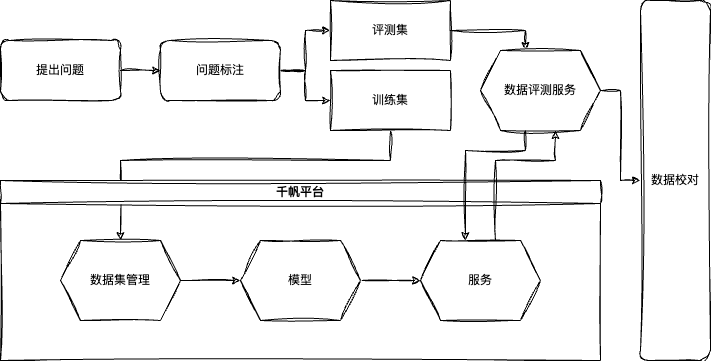 提出问题
问题标注
评测集
训练集
数据评测服务
数据校对
千帆平台
数据集管理
模型
服务